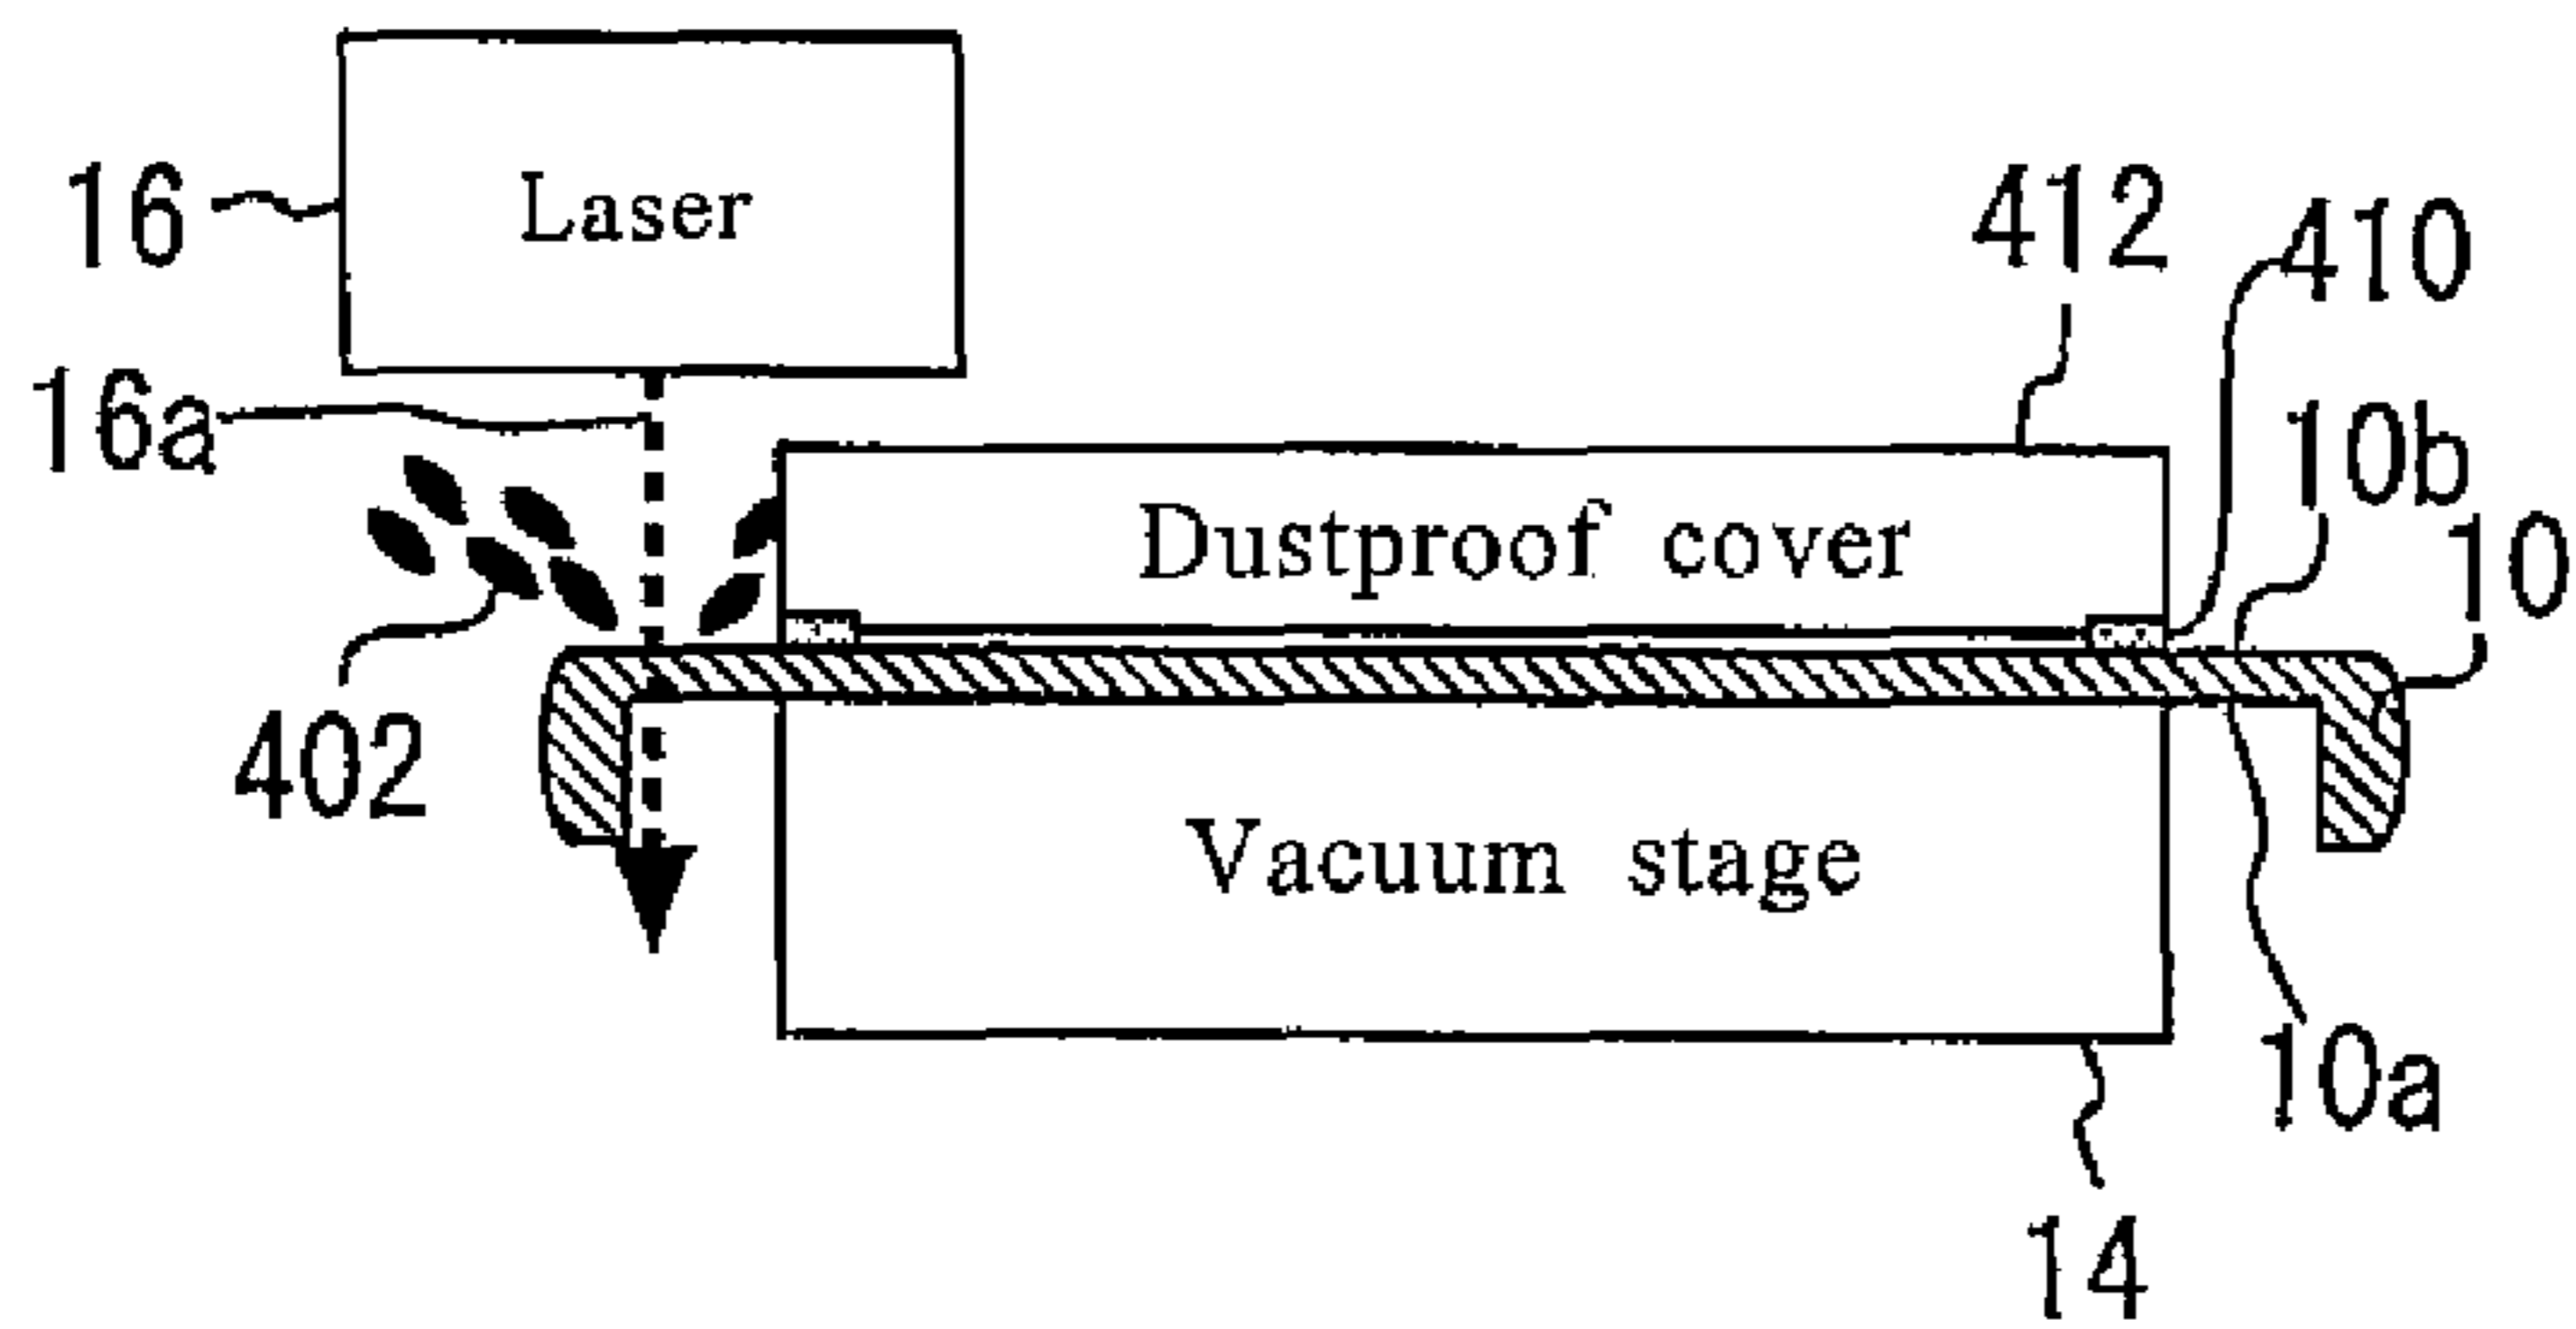 16
Laser
412
410
16a
10b
10
Dustproof cover
402
Vacuum stage
10a
14